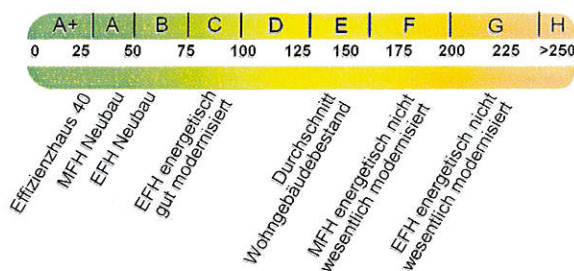 A+ A B C D E F G H
0 25 50 75 100 125 150 175 200 225 >250
Effizienzhaus 40
MFH Neubau
EFH Neubau
EFH energetisch
gut modernisiert
Durchschnitt
Wohngebäudebestand
MFH energetisch nicht
wesentlich modernisiert
EFH energetisch nicht
wesentlich modernisiert